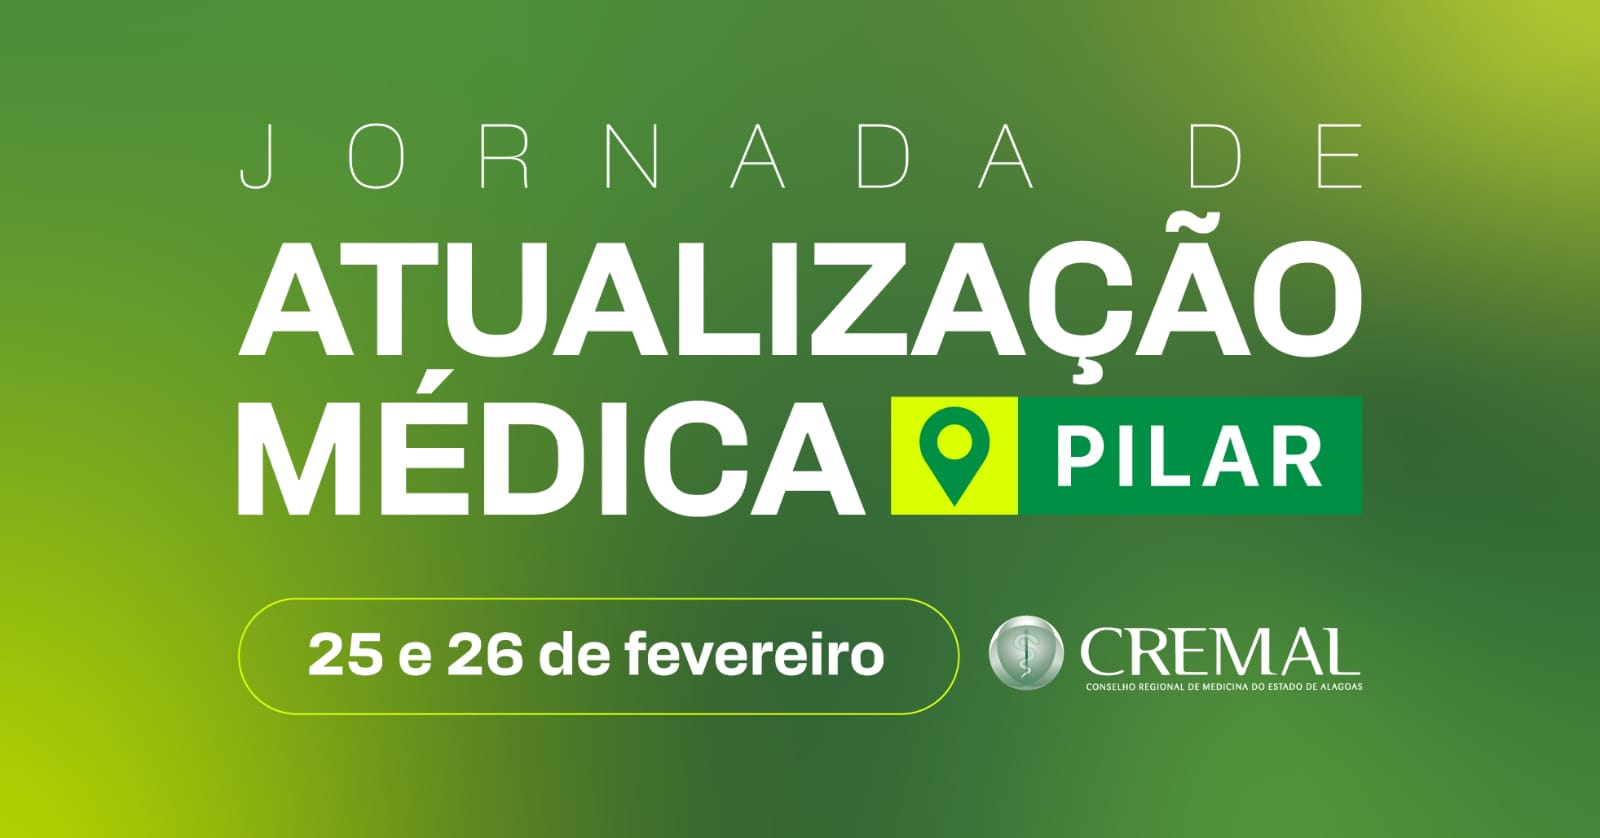 JORNADA DE
ATUALIZAÇÃO
MÉDICA PILAR
25 e 26 de fevereiro
CREMAL
CONSELHO REGIONAL DE MEDICINA DO ESTADO DE ALAGOAS